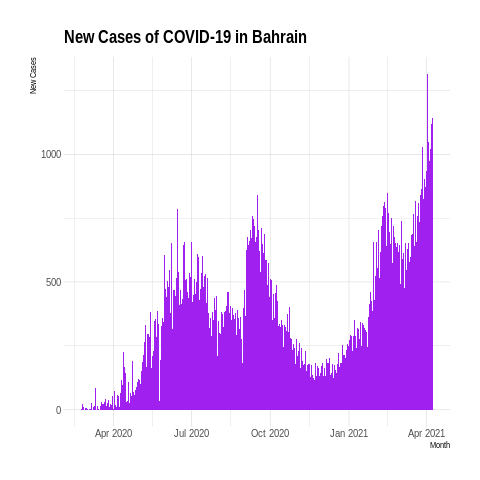 New Cases of COVID-19 in Bahrain
New Cases
1000
500
0
Apr 2020 Jul 2020 Oct 2020 Jan 2021 Apr 2021
Month